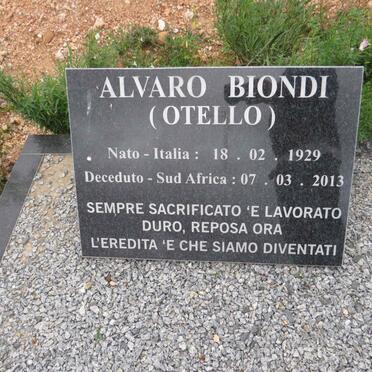 ALVARO BIONDI
( OTELLO )
Nato - Italia : 18 . 02 . 1929
Deceduto - Sud Africa : 07 . 03 . 2013
SEMPRE SACRIFICATO 'E LAVORATO
DURO, REPOSA ORA
L'EREDITA 'E CHE SIAMO DIVENTATI